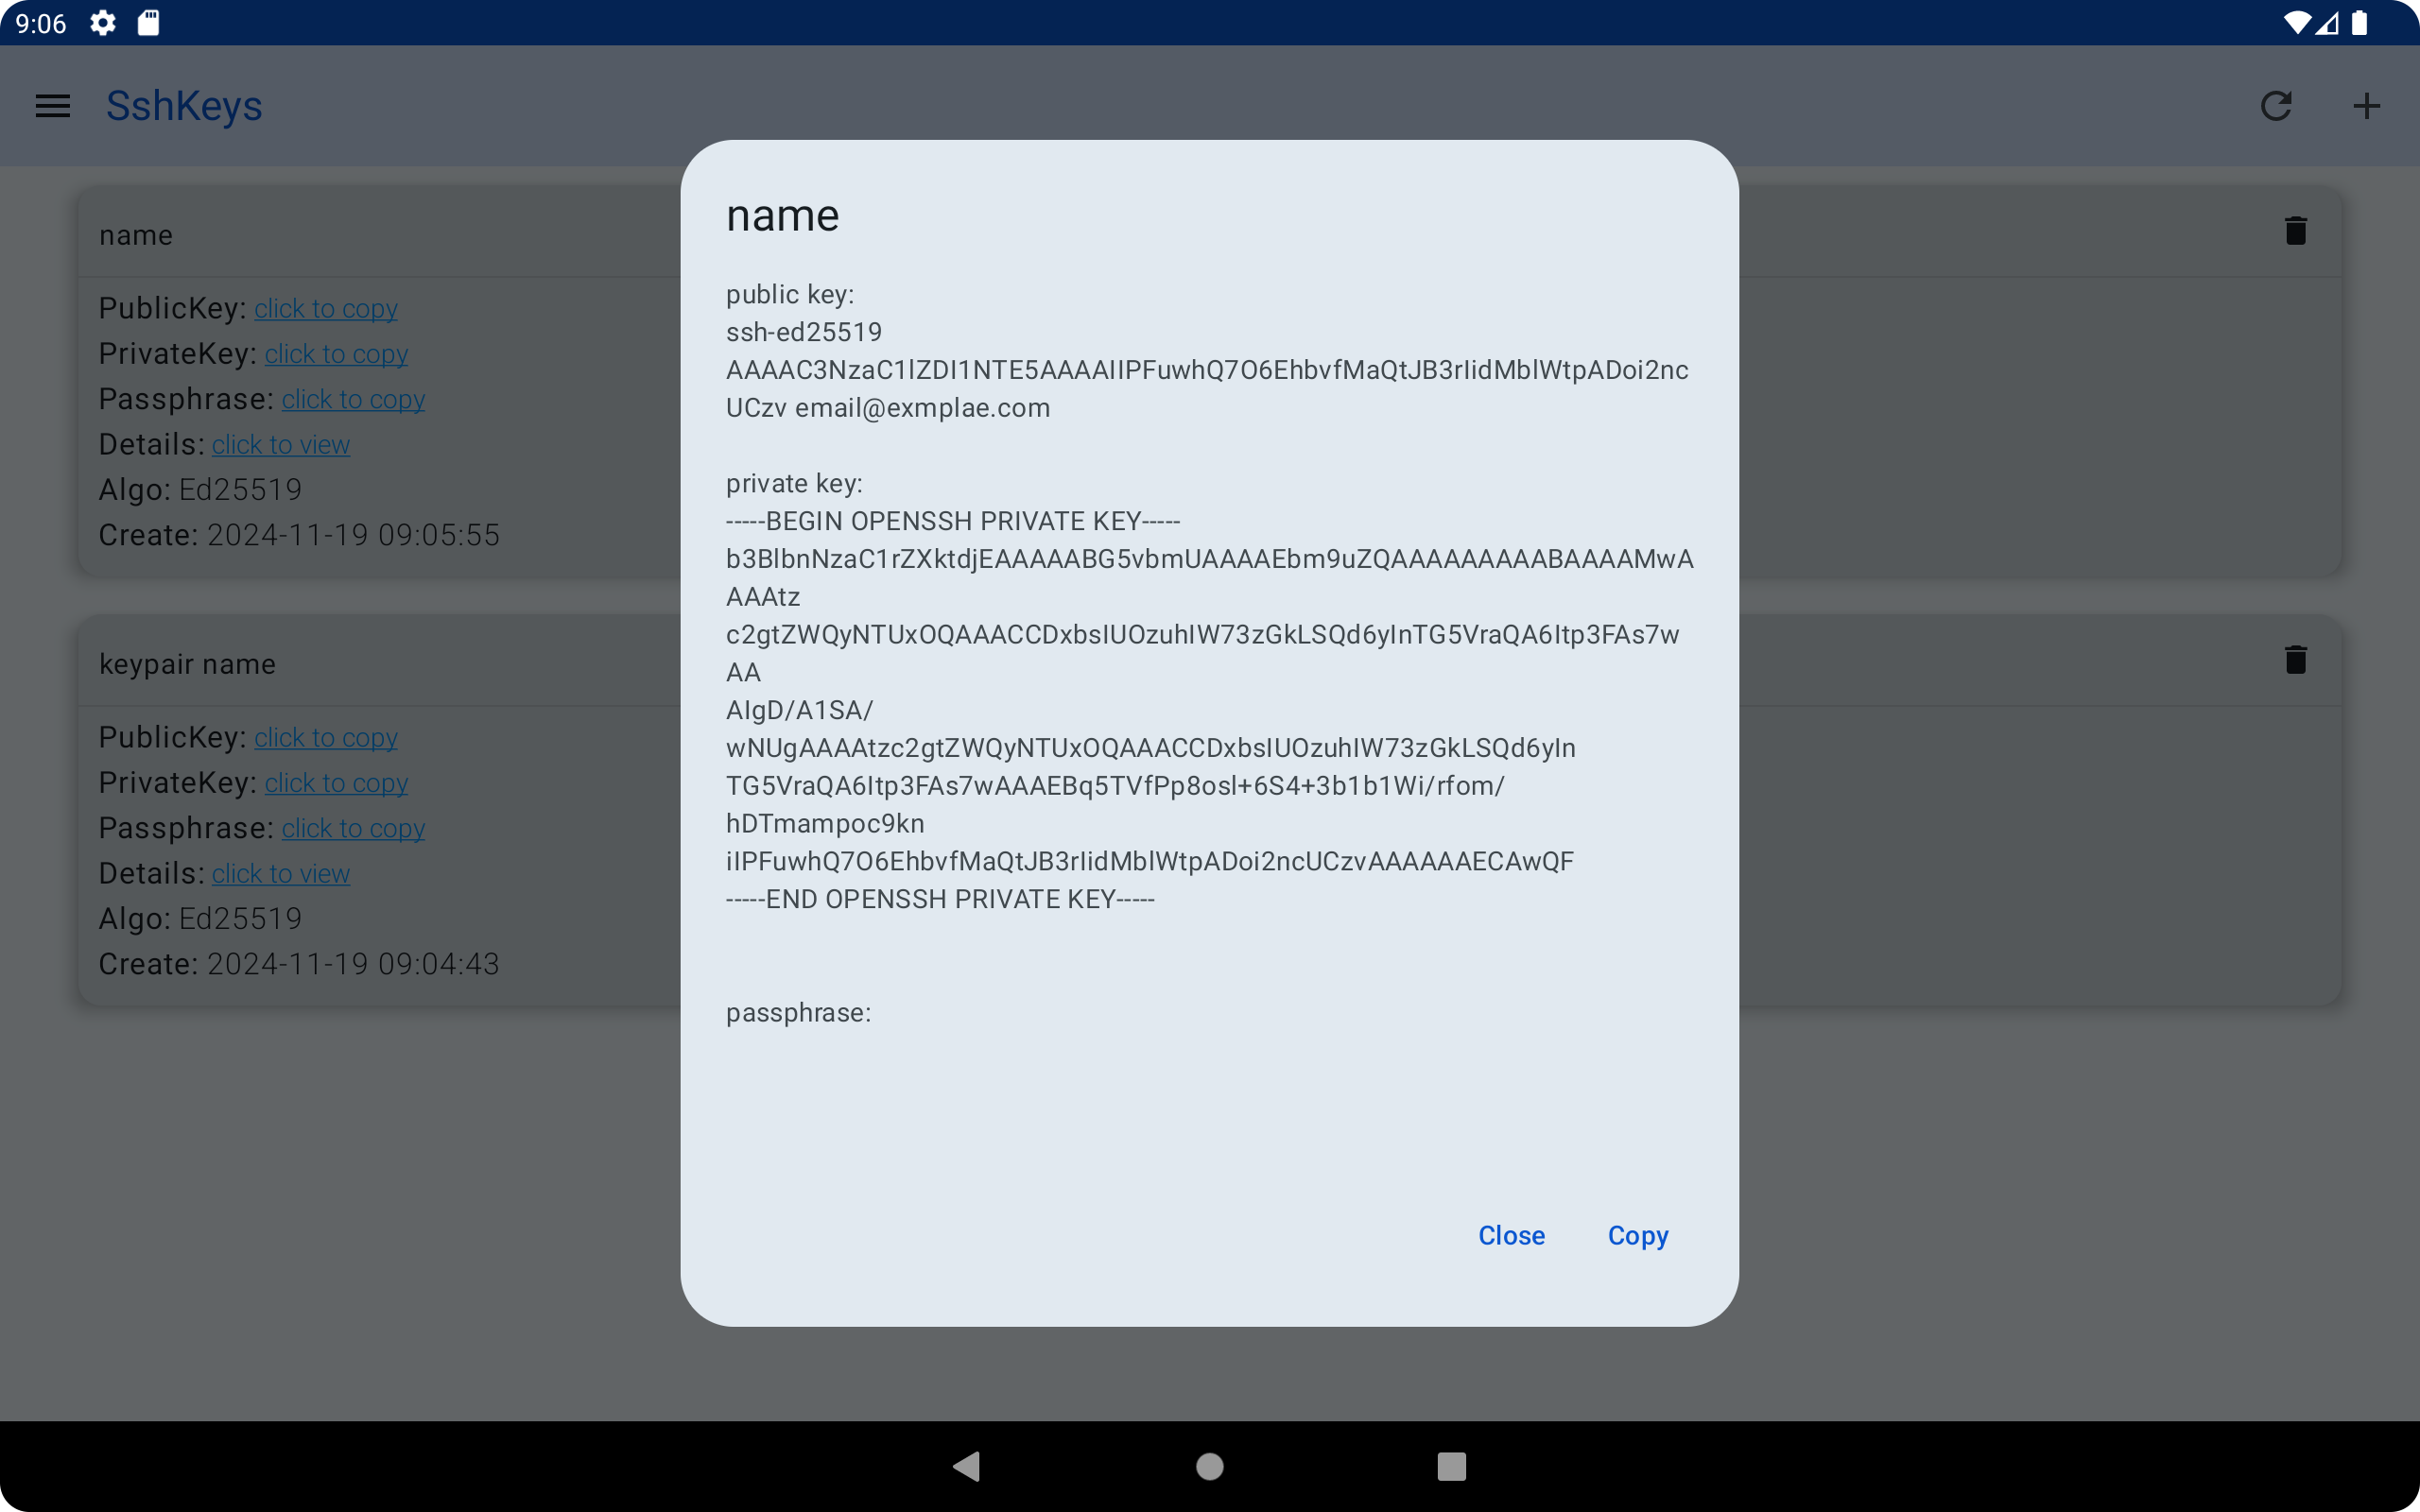 9:06
SshKeys
name
PublicKey: click to copy
PrivateKey: click to copy
Passphrase: click to copy
Details: click to view
Algo: Ed25519
Create: 2024-11-19 09:05:55
keypair name
PublicKey: click to copy
PrivateKey: click to copy
Passphrase: click to copy
Details: click to view
Algo: Ed25519
Create: 2024-11-19 09:04:43
name
public key:
ssh-ed25519
AAAAC3NzaC1lZDI1NTE5AAAAIIPFuwhQ7O6EhbvfMaQtJB3rIidMblWtpADoi2nc
UCzv email@exmplae.com
private key:
-----BEGIN OPENSSH PRIVATE KEY-----
b3BlbnNzaC1rZXktdjEAAAAABG5vbmUAAAAEbm9uZQAAAAAAAAABAAAAMwA
AAAtz
c2gtZWQyNTUxOQAAACCDxbsIUOzuhIW73zGkLSQd6yInTG5VraQA6Itp3FAs7w
AA
AIgD/A1SA/
wNUgAAAAtzc2gtZWQyNTUxOQAAACCDxbsIUOzuhIW73zGkLSQd6yIn
TG5VraQA6Itp3FAs7wAAAEBq5TVfPp8osl+6S4+3b1b1Wi/rfom/
hDTmampoc9kn
iIPFuwhQ7O6EhbvfMaQtJB3rIidMblWtpADoi2ncUCzvAAAAAAECAwQF
-----END OPENSSH PRIVATE KEY-----
passphrase:
Close
Copy